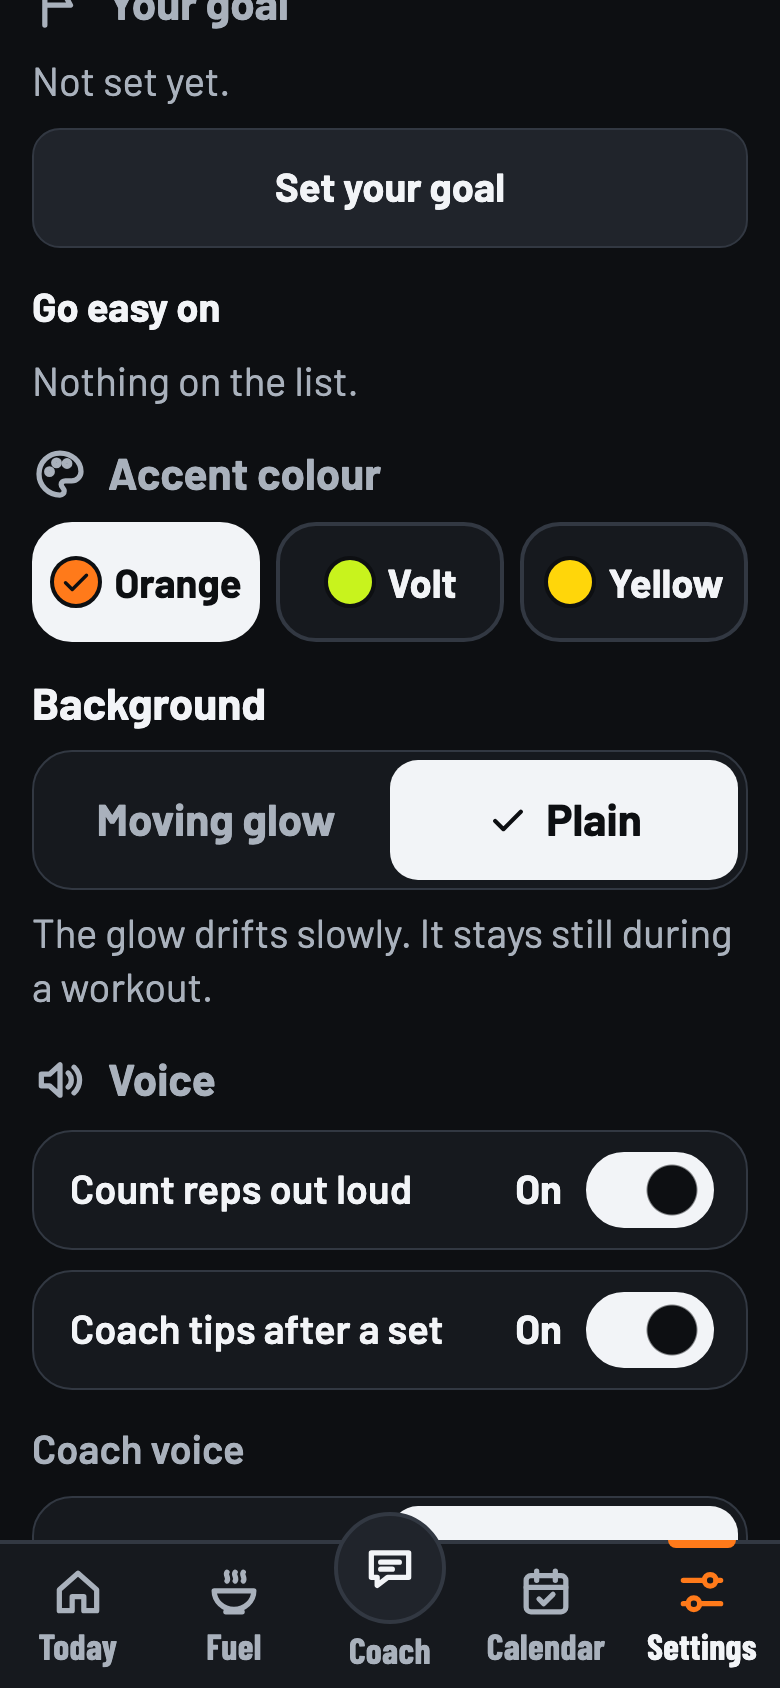 Your goal
Not set yet.
Set your goal
Go easy on
Nothing on the list.
Accent colour
Orange
Volt
Yellow
Background
Moving glow
Plain
The glow drifts slowly. It stays still during
a workout.
Voice
Count reps out loud On
Coach tips after a set On
Coach voice
Today
Fuel
Coach
Calendar
Settings